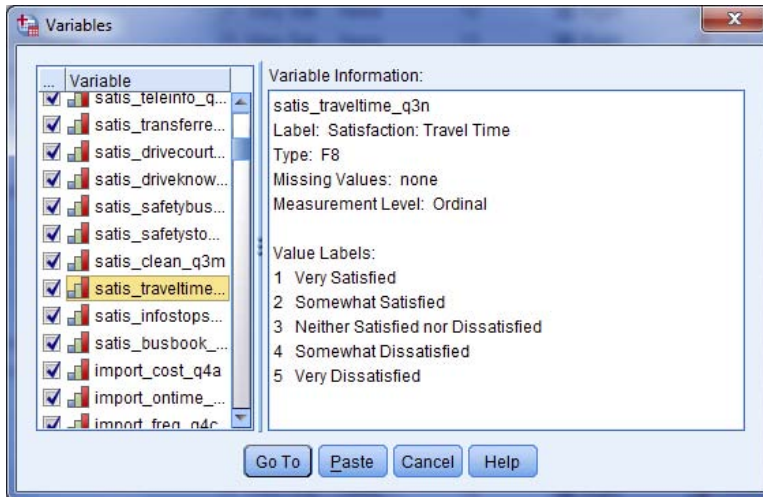 Variables
... Variable
satis_teleinfo_q...
satis_transferre...
satis_drivecourt...
satis_driveknow...
satis_safetybus...
satis_safetysto...
satis_clean_q3m
satis_traveltime...
satis_infostops...
satis_busbook_...
import_cost_q4a
import_ontime_...
import_freq_q4c
Variable Information:
satis_traveltime_q3n
Label: Satisfaction: Travel Time
Type: F8
Missing Values: none
Measurement Level: Ordinal
Value Labels:
1 Very Satisfied
2 Somewhat Satisfied
3 Neither Satisfied nor Dissatisfied
4 Somewhat Dissatisfied
5 Very Dissatisfied
Go To Paste Cancel Help